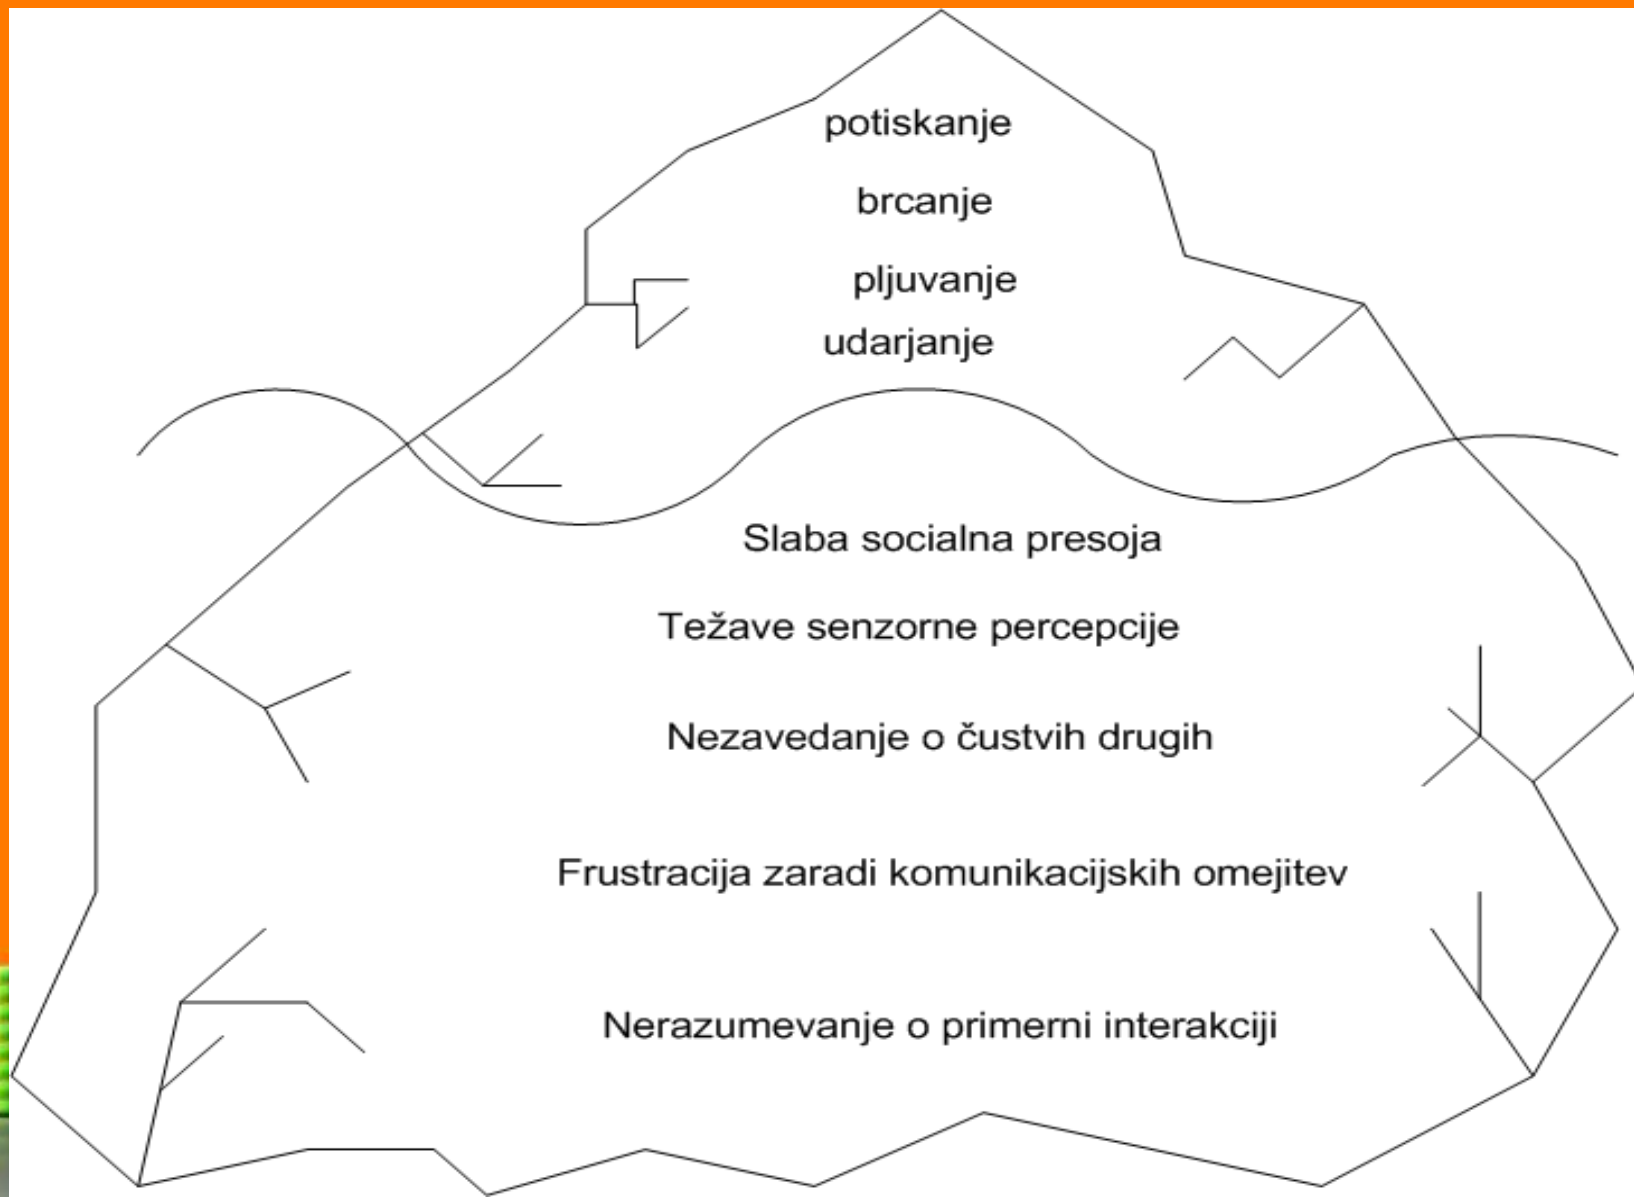 potiskanje
brcanje
pljuvanje
udarjanje
Slaba socialna presoja
Težave senzorne percepcije
Nezavedanje o čustvih drugih
Frustracija zaradi komunikacijskih omejitev
Nerazumevanje o primerni interakciji